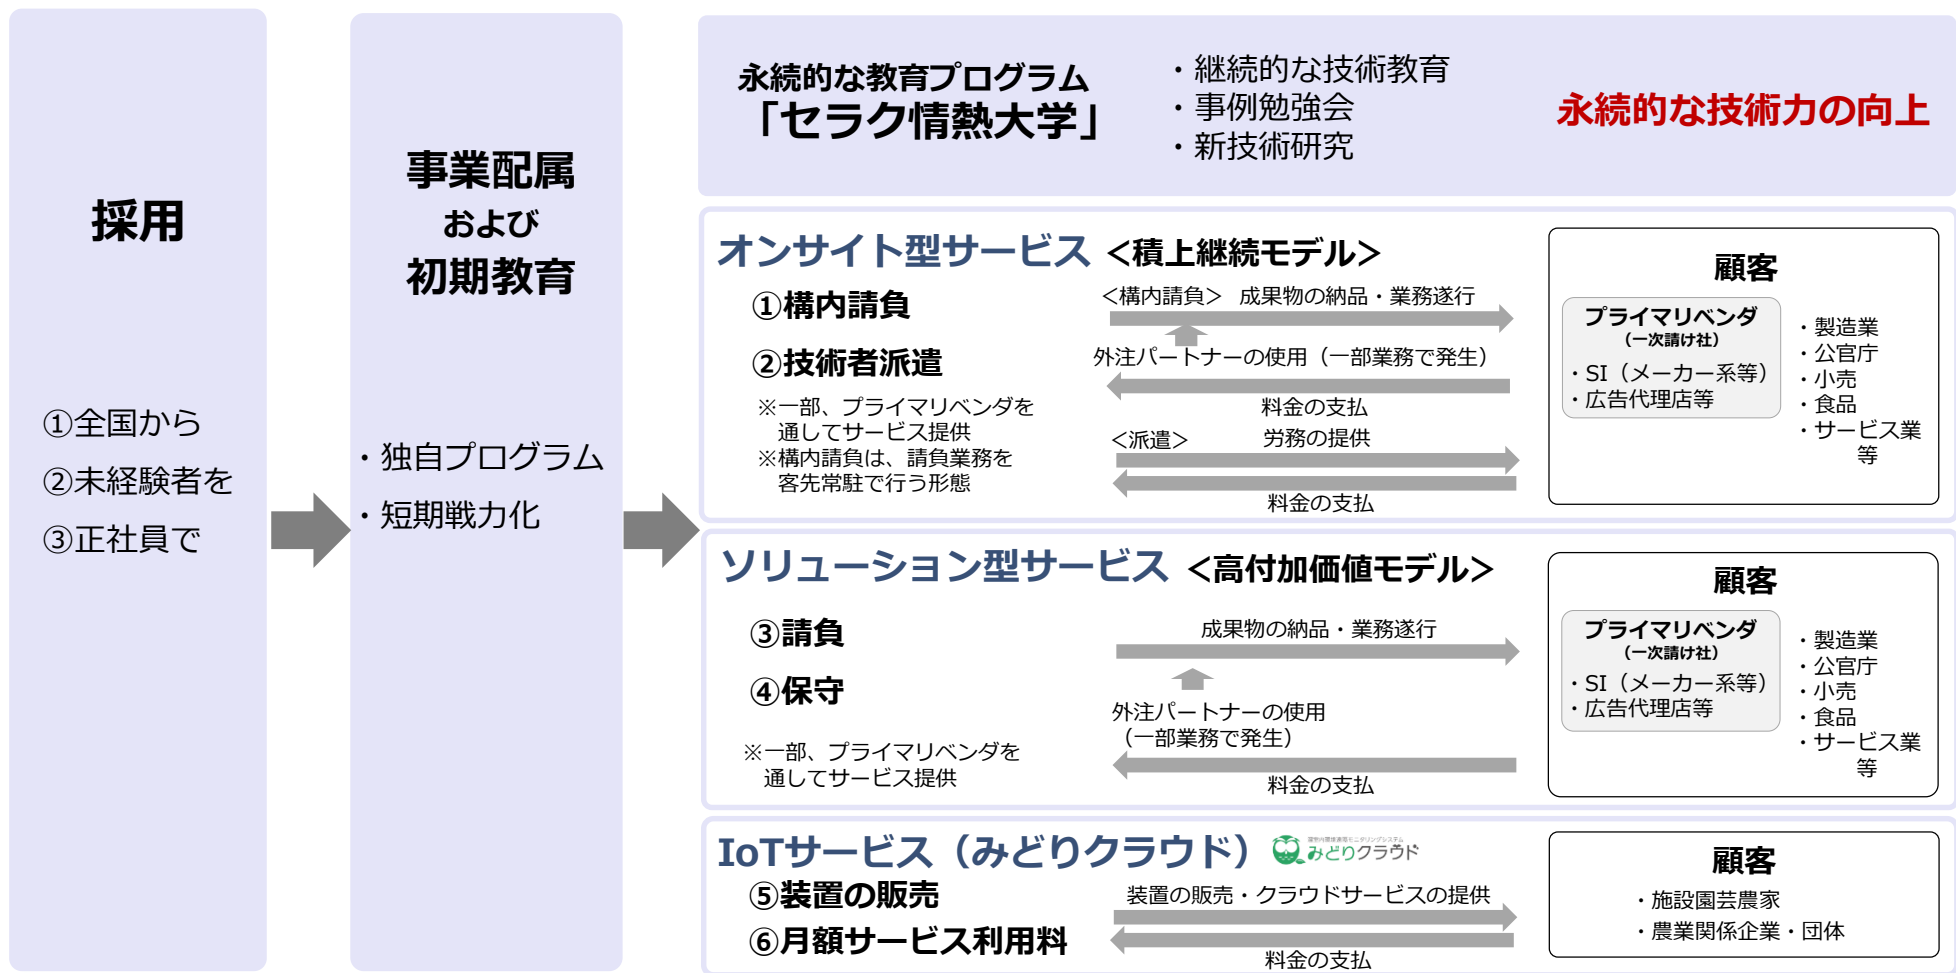 採用
①全国から
②未経験者を
③正社員で
事業配属
および
初期教育
・独自プログラム
・短期戦力化
永続的な教育プログラム
「セラク情熱大学」
・継続的な技術教育
・事例勉強会
・新技術研究
永続的な技術力の向上
オンサイト型サービス <積上継続モデル>
①構内請負
②技術者派遣
※一部、プライマリベンダを
通してサービス提供
※構内請負は、請負業務を
客先常駐で行う形態
<構内請負> 成果物の納品・業務遂行
外注パートナーの使用（一部業務で発生）
料金の支払
<派遣> 労務の提供
料金の支払
顧客
プライマリベンダ
（一次請け社）
・SI（メーカー系等）
・広告代理店等
・製造業
・公官庁
・小売
・食品
・サービス業
等
ソリューション型サービス <高付加価値モデル>
③請負
④保守
※一部、プライマリベンダを
通してサービス提供
成果物の納品・業務遂行
外注パートナーの使用
（一部業務で発生）
料金の支払
顧客
プライマリベンダ
（一次請け社）
・SI（メーカー系等）
・広告代理店等
・製造業
・公官庁
・小売
・食品
・サービス業
等
IoTサービス（みどりクラウド）
みどりクラウド
⑤装置の販売
⑥月額サービス利用料
装置の販売・クラウドサービスの提供
料金の支払
顧客
・施設園芸農家
・農業関係企業・団体